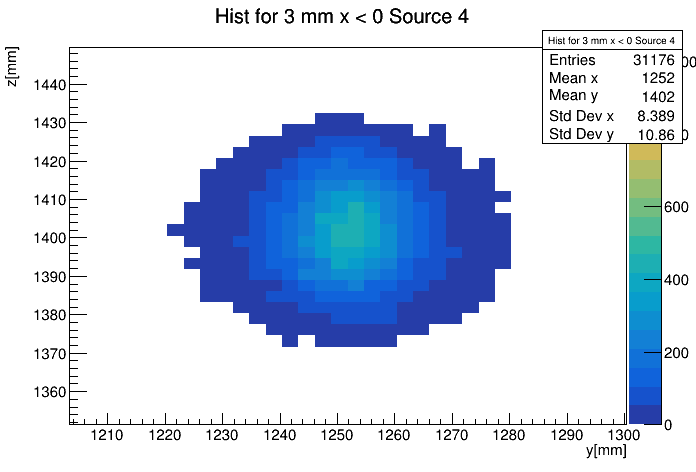 Hist for 3 mm x < 0 Source 4
z[mm]
Hist for 3 mm x < 0 Source 4
Entries 31176
Mean x 1252
Mean y 1402
Std Dev x 8.389
Std Dev y 10.86
1440
1430
1420
1410
1400
1390
1380
1370
1360
600
400
200
0
1210 1220 1230 1240 1250 1260 1270 1280 1290 1300
y[mm]